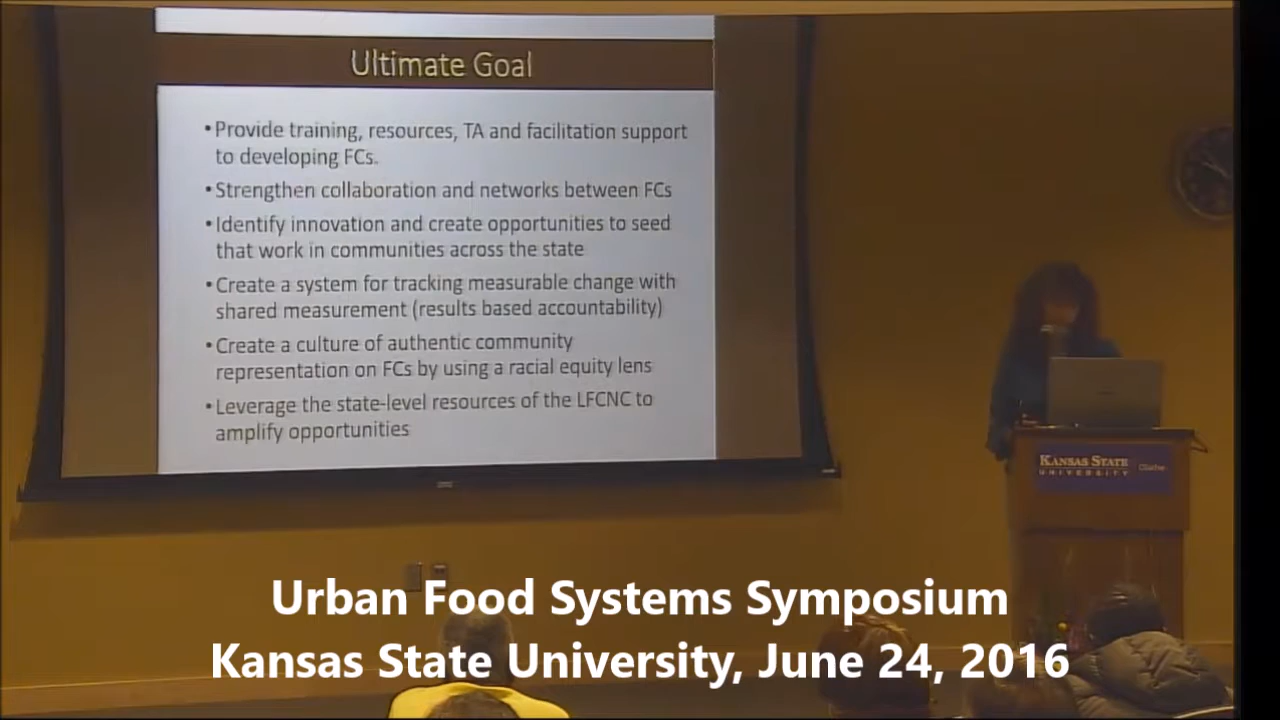 Ultimate Goal
•Provide training, resources, TA and facilitation support
to developing FCs.
•Strengthen collaboration and networks between FCs
•Identify innovation and create opportunities to seed
that work in communities across the state
•Create a system for tracking measurable change with
shared measurement (results based accountability)
•Create a culture of authentic community
representation on FCs by using a racial equity lens
•Leverage the state-level resources of the LFCNC to
amplify opportunities
KANSAS STATE
UNIVERSITY
Olathe
Urban Food Systems Symposium
Kansas State University, June 24, 2016